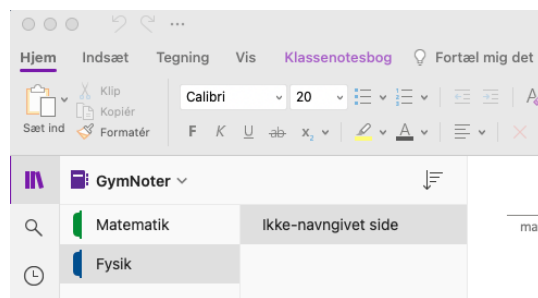 Hjem Indsæt Tegning Vis Klassenotesbog Fortæl mig det
Klip
Calibri 20
Kopiér
Sæt ind Formatér F K U ab x₂ A
GymNoter
Matematik Ikke-navngivet side
Fysik